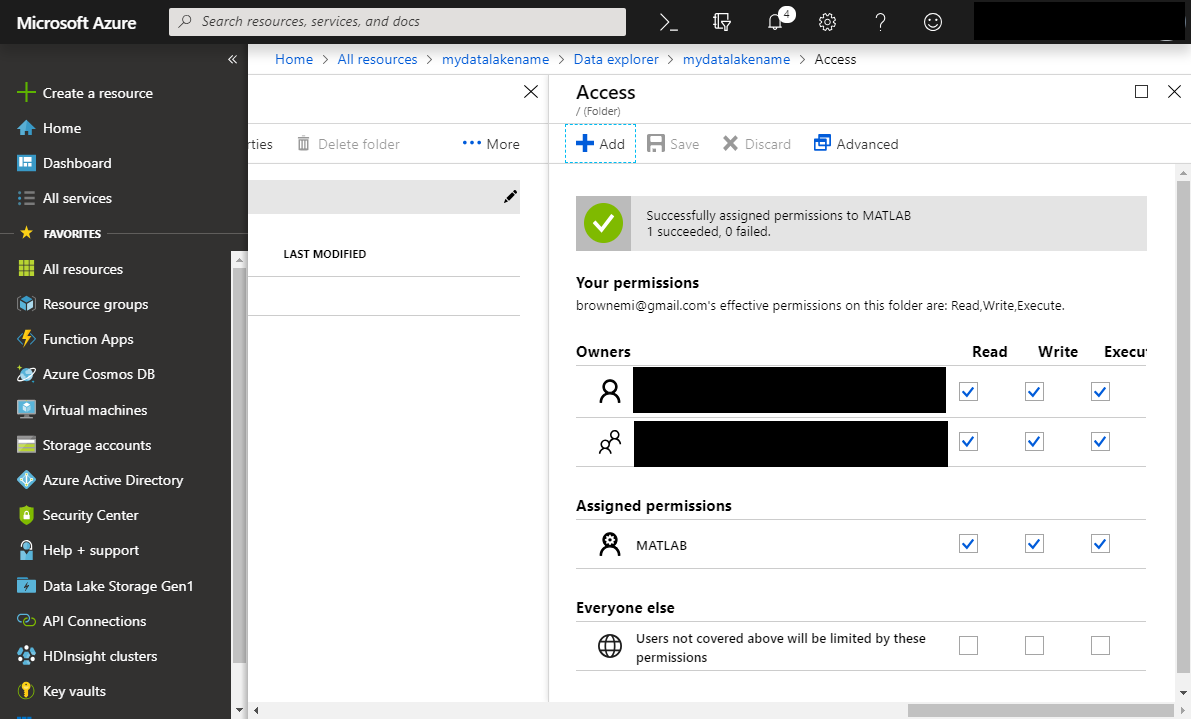 Microsoft Azure
Search resources, services, and docs
4
Create a resource
Home
Dashboard
All services
FAVORITES
All resources
Resource groups
Function Apps
Azure Cosmos DB
Virtual machines
Storage accounts
Azure Active Directory
Security Center
Help + support
Data Lake Storage Gen1
API Connections
HDInsight clusters
Key vaults
Home > All resources > mydatalakename > Data explorer > mydatalakename > Access
rties Delete folder ••• More
LAST MODIFIED
Access
/ (Folder)
Add Save Discard Advanced
Successfully assigned permissions to MATLAB
1 succeeded, 0 failed.
Your permissions
brownemi@gmail.com's effective permissions on this folder are: Read,Write,Execute.
Owners Read Write Execu
Assigned permissions
MATLAB
Everyone else
Users not covered above will be limited by these
permissions